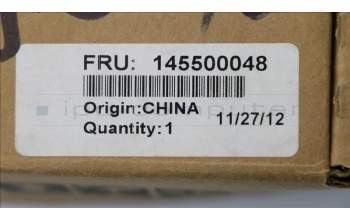 FRU: 145500048
Origin:CHINA
Quantity:1
11/27/12